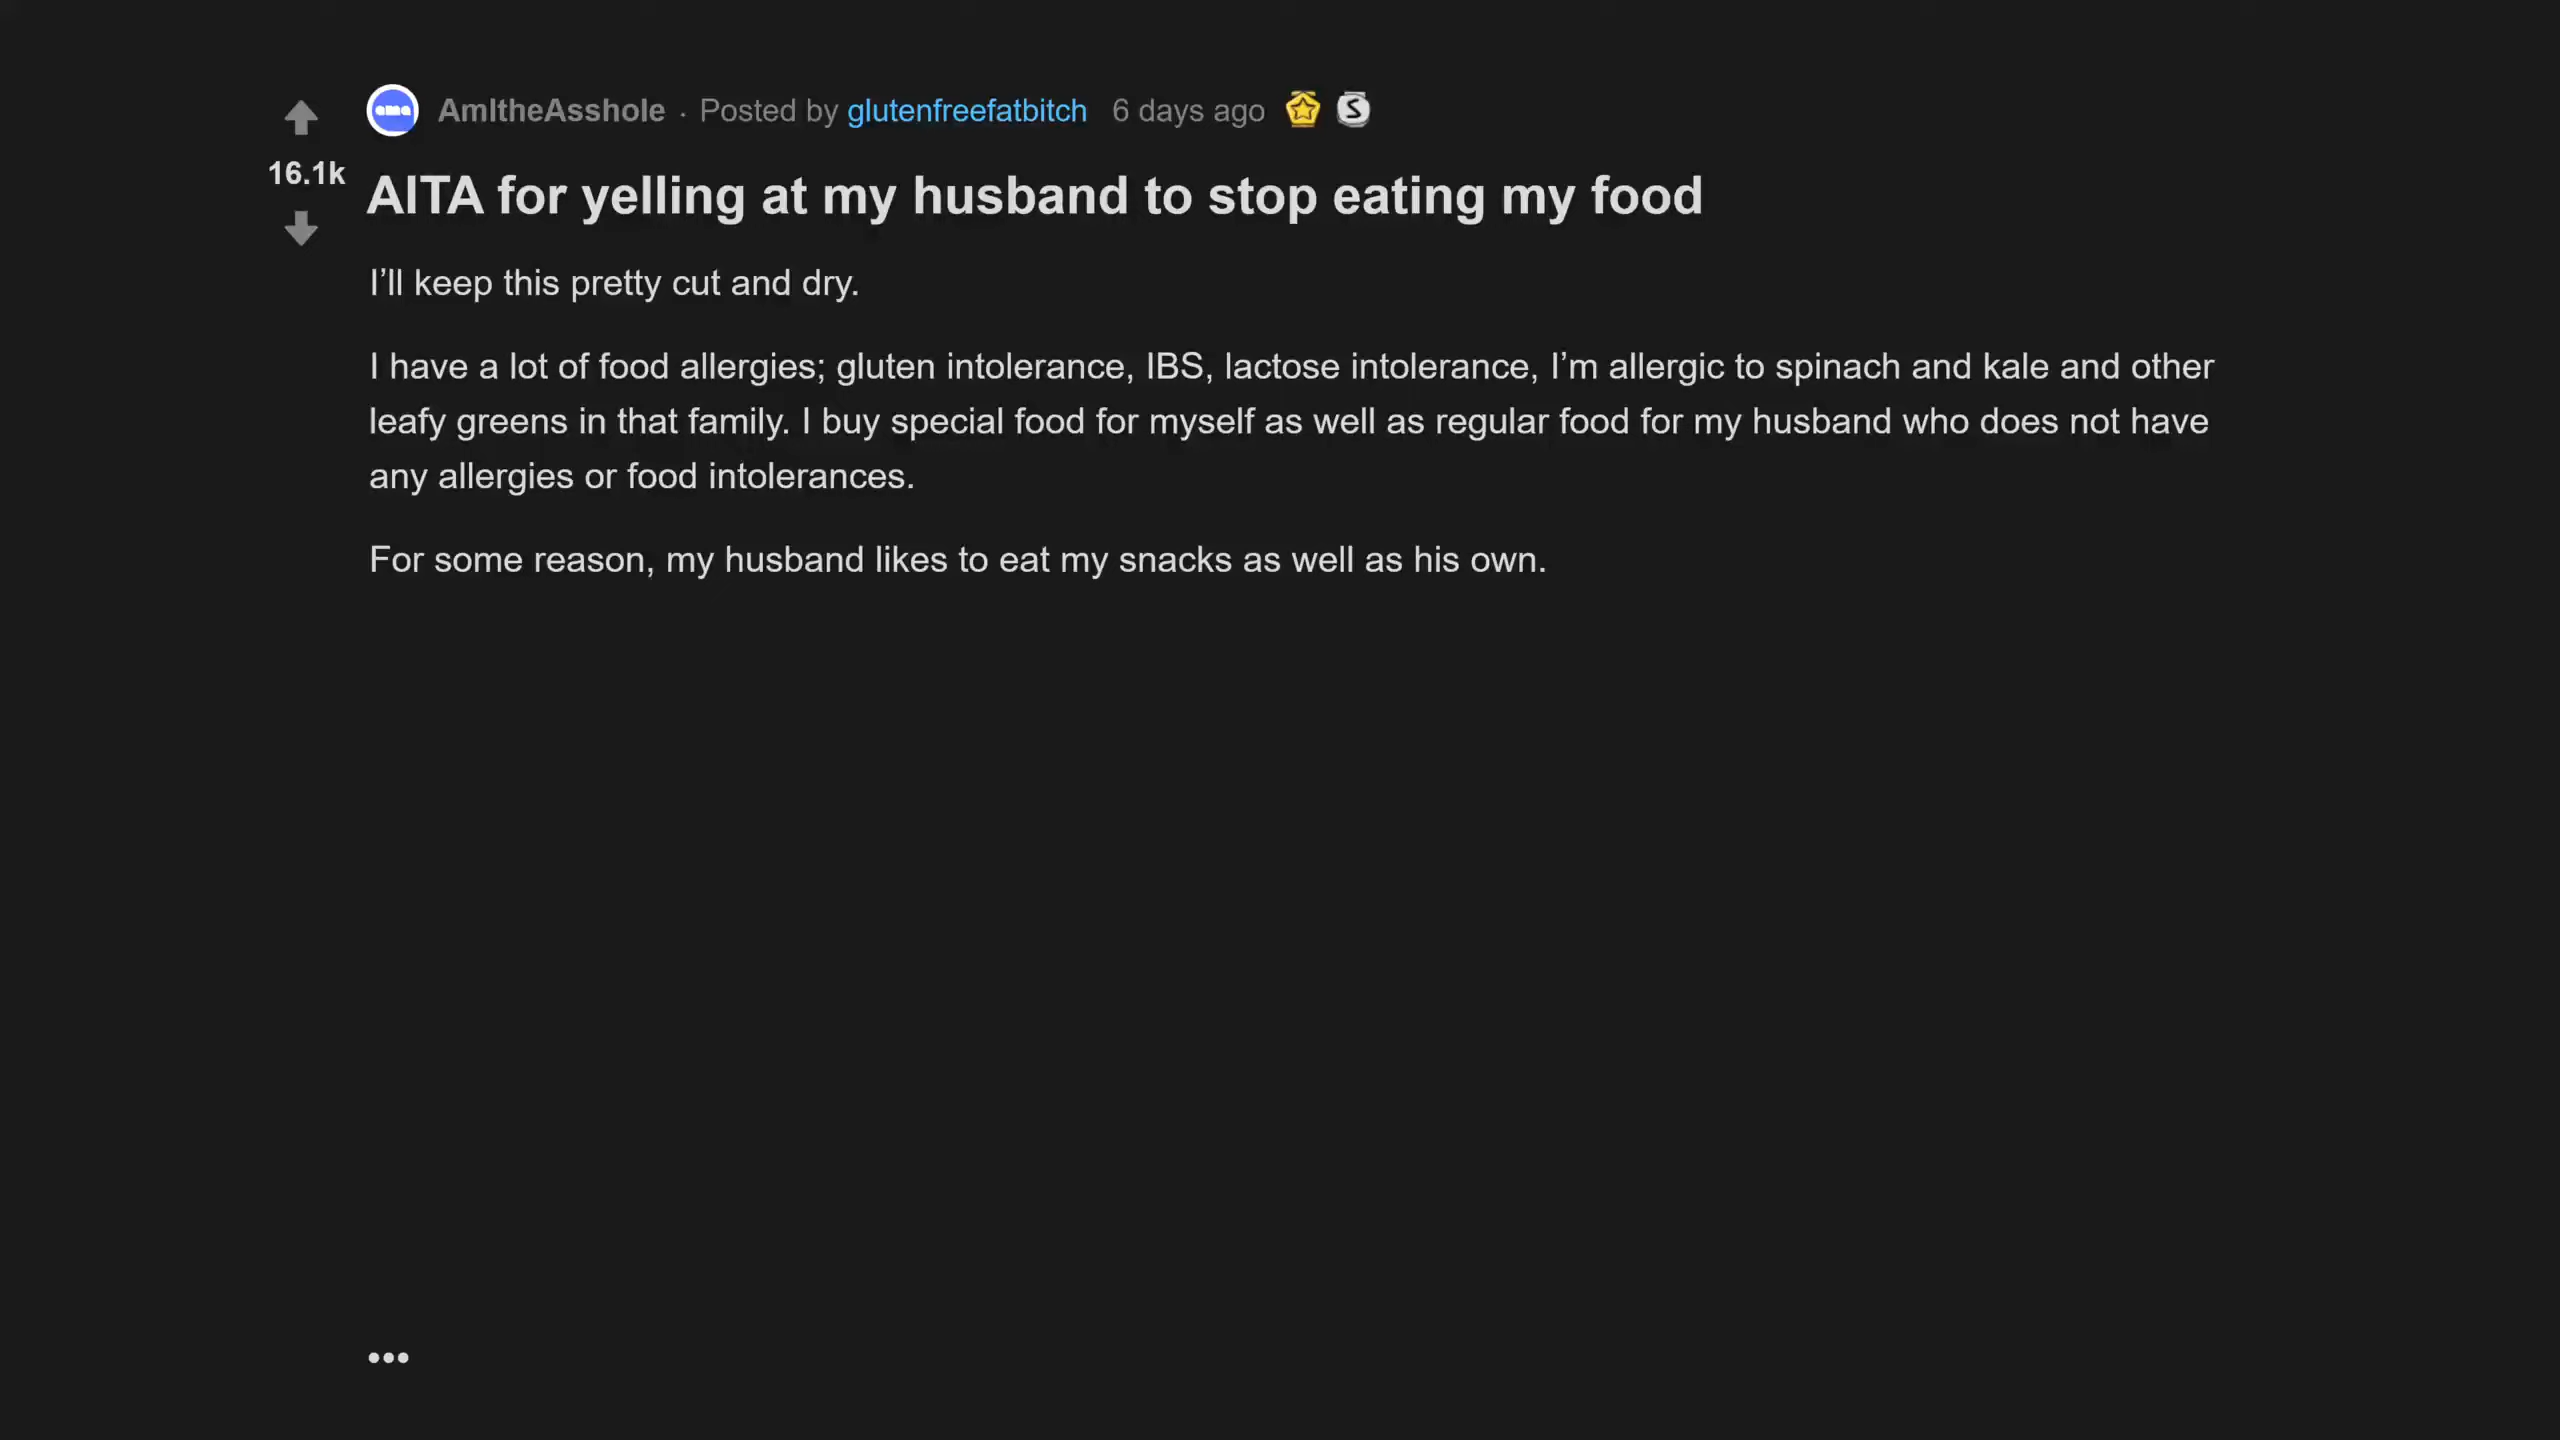 ama AmItheAsshole · Posted by glutenfreefatbitch 6 days ago S
16.1k
AITA for yelling at my husband to stop eating my food
I’ll keep this pretty cut and dry.
I have a lot of food allergies; gluten intolerance, IBS, lactose intolerance, I’m allergic to spinach and kale and other
leafy greens in that family. I buy special food for myself as well as regular food for my husband who does not have
any allergies or food intolerances.
For some reason, my husband likes to eat my snacks as well as his own.
•••